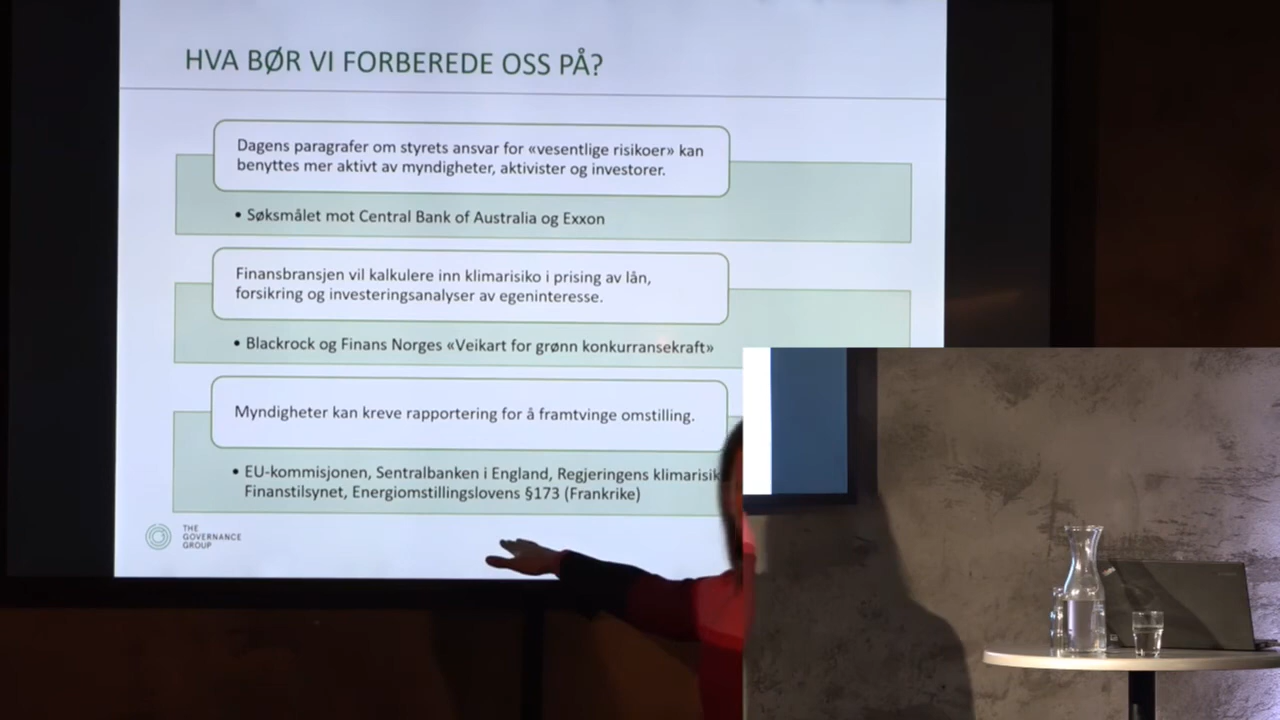 HVA BØR VI FORBEREDE OSS PÅ?
Dagens paragrafer om styrets ansvar for «vesentlige risikoer» kan
benyttes mer aktivt av myndigheter, aktivister og investorer.
• Søksmålet mot Central Bank of Australia og Exxon
Finansbransjen vil kalkulere inn klimarisiko i prising av lån,
forsikring og investeringsanalyser av egeninteresse.
• Blackrock og Finans Norges «Veikart for grønn konkurransekraft»
Myndigheter kan kreve rapportering for å framtvinge omstilling.
• EU-kommisjonen, Sentralbanken i England, Regjeringens
Finanstilsynet, Energiomstillingslovens §173 (Frankrike)
THE
GOVERNANCE
GROUP